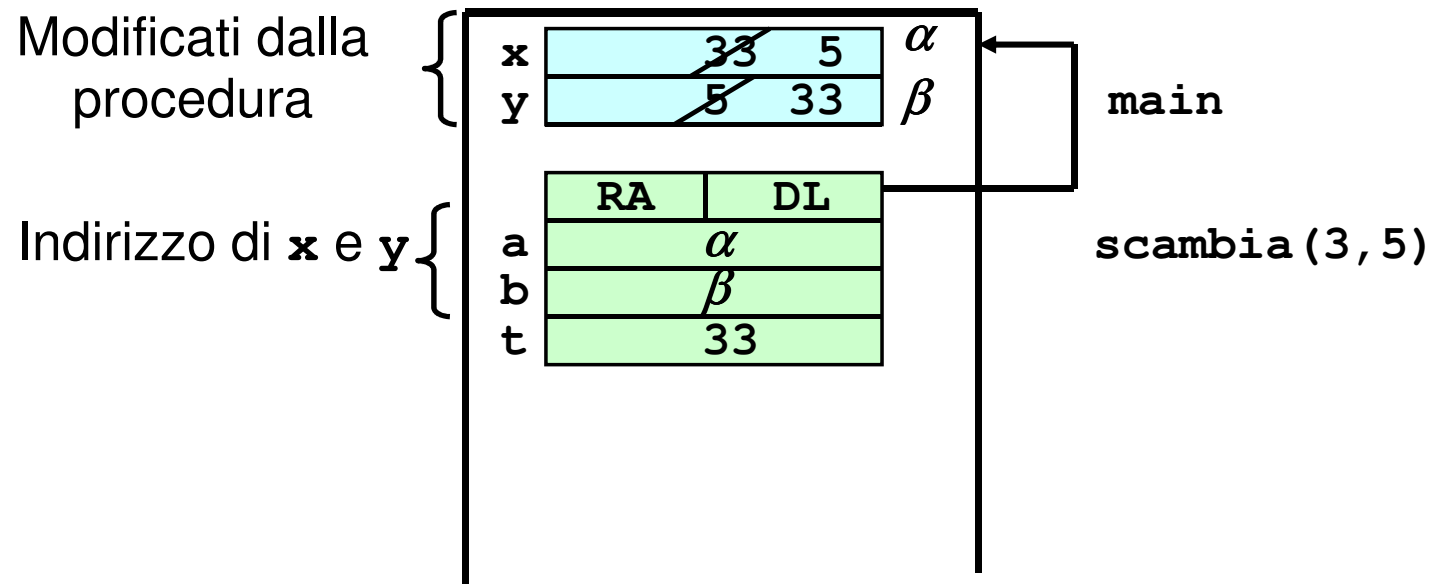 Modificati dalla
procedura
x 33 5 α
y 5 33 β
main
RA DL
Indirizzo di x e y
a α
scambia(3,5)
b β
t 33